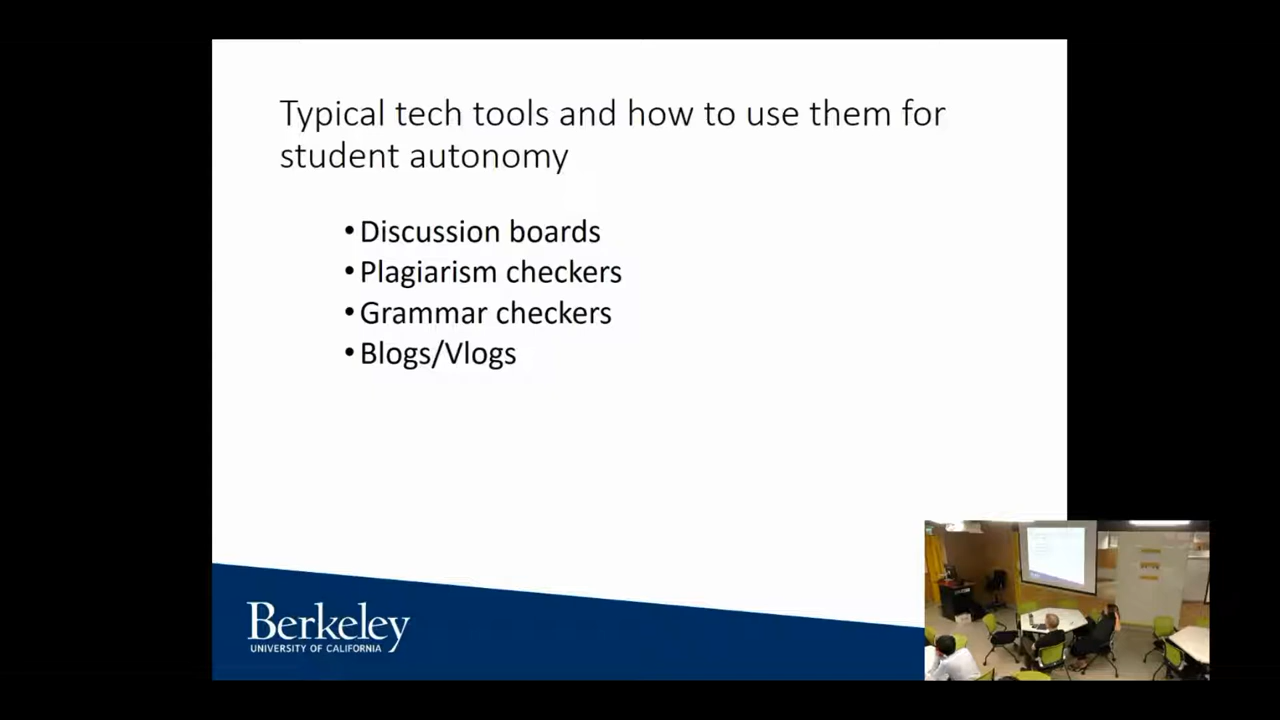 Typical tech tools and how to use them for
student autonomy
• Discussion boards
• Plagiarism checkers
• Grammar checkers
• Blogs/Vlogs
Berkeley
UNIVERSITY OF CALIFORNIA